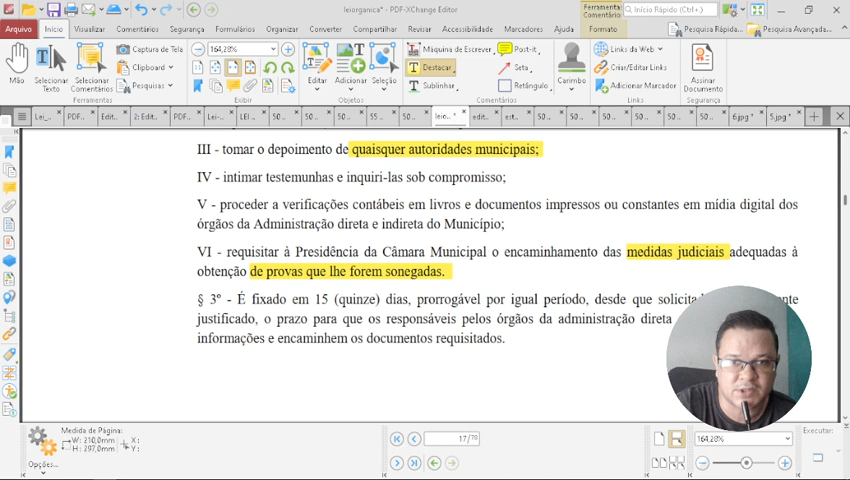 leiorganica* - PDF-XChange Editor
Ferramentas
Comentário
Início Rápido (Ctrl+.)
Arquivo Início Visualizar Comentários Segurança Marcar Formulários Organizar Converter Compartilhar Revisar Acessibilidade Marcadores Ajuda Formato Pesquisa Rápida... Pesquisa Avançada...
Mão
Selecionar Texto
Selecionar Comentários
Captura de Tela
Área de Transferência
Pesquisas
Ferramentas
164,28%
Visualizar
Editar
Adicionar
Seleção
Objetos
Máquina de Escrever
Destacar
Sublinhar
Post-it
Seta
Retângulo
Comentários
Carimbo
Links da Web
Criar/Editar Links
Adicionar Marcador
Links
Assinar Documento
Segurança
III - tomar o depoimento de quaisquer autoridades municipais;
IV - intimar testemunhas e inquiri-las sob compromisso;
V - proceder a verificações contábeis em livros e documentos impressos ou constantes em mídia digital dos
órgãos da Administração direta e indireta do Município;
VI - requisitar à Presidência da Câmara Municipal o encaminhamento das medidas judiciais adequadas à
obtenção de provas que lhe forem sonegadas.
§ 3º - É fixado em 15 (quinze) dias, prorrogável por igual período, desde que
justificado, o prazo para que os responsáveis pelos órgãos da administração direta
informações e encaminhem os documentos requisitados.
Opções...
Medida de Página:
W: 210,0mm
H: 297,0mm
X:
Y:
17/78
164,28%
Executar: